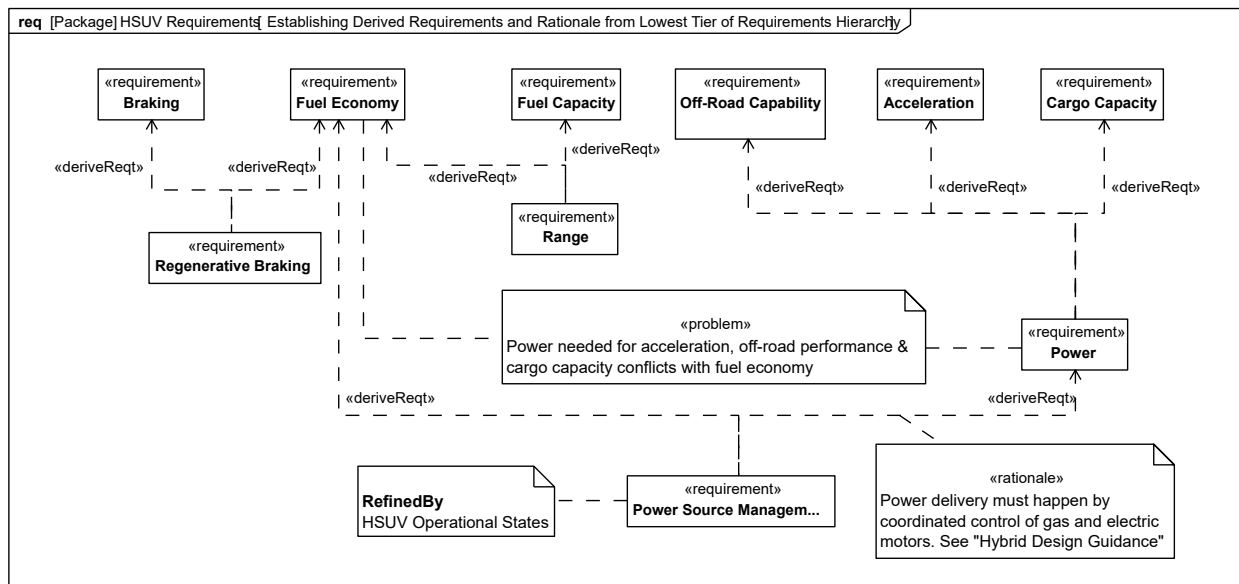 req [Package] HSUV Requirements[ Establishing Derived Requirements and Rationale from Lowest Tier of Requirements Hierarchy]
«requirement»
Braking
«requirement»
Fuel Economy
«requirement»
Fuel Capacity
«requirement»
Off-Road Capability
«requirement»
Acceleration
«requirement»
Cargo Capacity
«deriveReqt»
«deriveReqt»
«deriveReqt»
«deriveReqt»
«deriveReqt»
«deriveReqt»
«deriveReqt»
«requirement»
Regenerative Braking
«requirement»
Range
«problem»
Power needed for acceleration, off-road performance &
cargo capacity conflicts with fuel economy
«requirement»
Power
«deriveReqt»
«deriveReqt»
RefinedBy
HSUV Operational States
«requirement»
Power Source Managem...
«rationale»
Power delivery must happen by
coordinated control of gas and electric
motors. See "Hybrid Design Guidance"